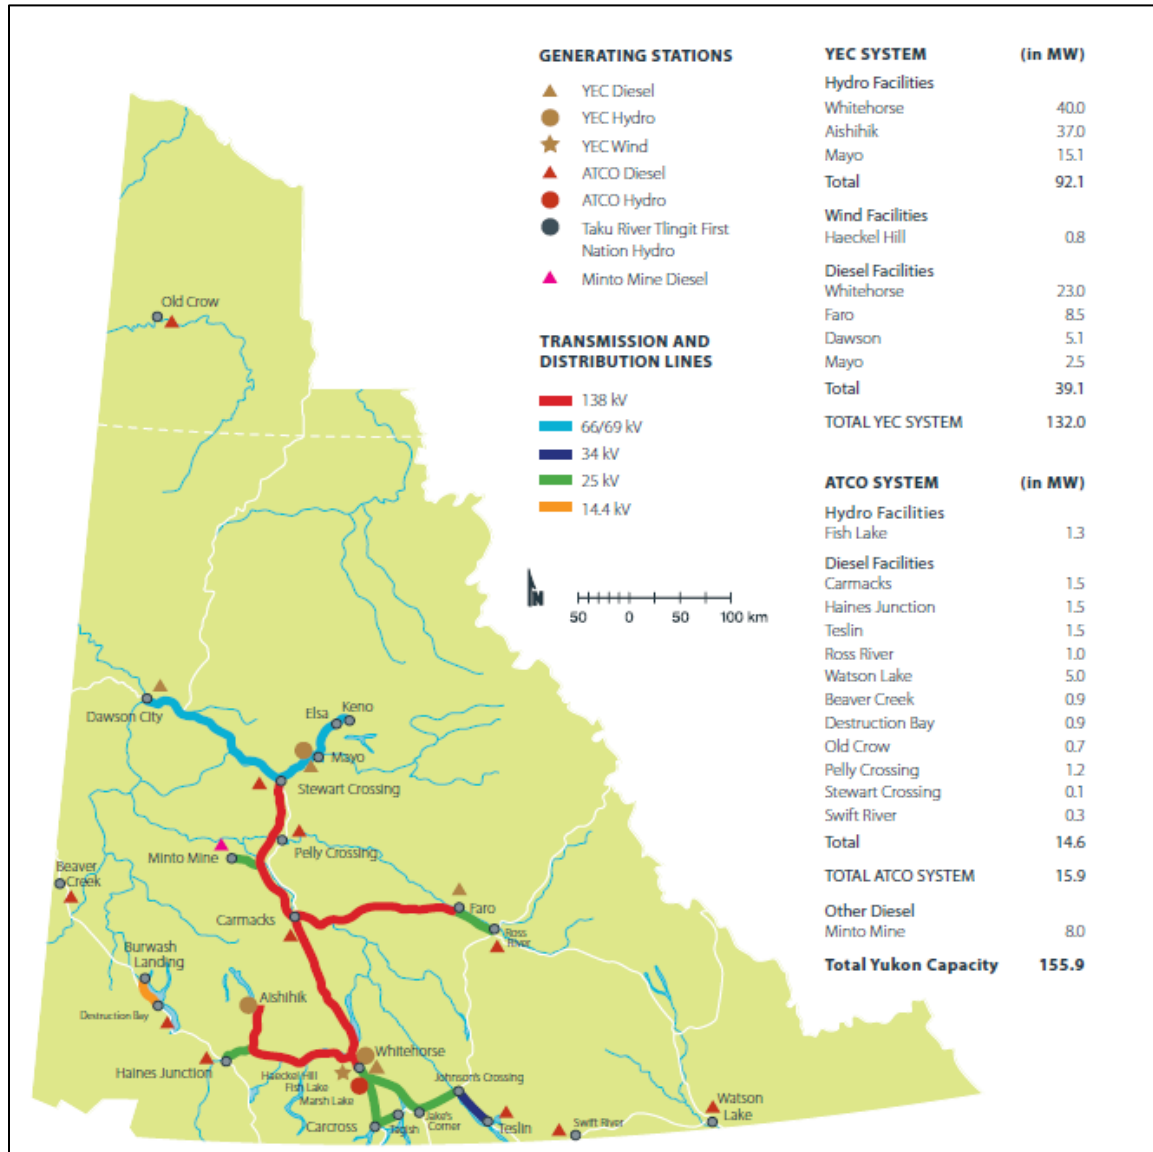 GENERATING STATIONS
YEC Diesel
YEC Hydro
YEC Wind
ATCO Diesel
ATCO Hydro
Taku River Tlingit First
Nation Hydro
Minto Mine Diesel
TRANSMISSION AND
DISTRIBUTION LINES
138 kV
66/69 kV
34 kV
25 kV
14.4 kV
N
50 0 50 100 km
YEC SYSTEM (in MW)
Hydro Facilities
Whitehorse 40.0
Aishihik 37.0
Mayo 15.1
Total 92.1
Wind Facilities
Haeckel Hill 0.8
Diesel Facilities
Whitehorse 23.0
Faro 8.5
Dawson 5.1
Mayo 2.5
Total 39.1
TOTAL YEC SYSTEM 132.0
ATCO SYSTEM (in MW)
Hydro Facilities
Fish Lake 1.3
Diesel Facilities
Carmacks 1.5
Haines Junction 1.5
Teslin 1.5
Ross River 1.0
Watson Lake 5.0
Beaver Creek 0.9
Destruction Bay 0.9
Old Crow 0.7
Pelly Crossing 1.2
Stewart Crossing 0.1
Swift River 0.3
Total 14.6
TOTAL ATCO SYSTEM 15.9
Other Diesel
Minto Mine 8.0
Total Yukon Capacity 155.9
Old Crow
Dawson City
Elsa
Keno
Mayo
Stewart Crossing
Pelly Crossing
Minto Mine
Beaver
Creek
Carmacks
Faro
Ross
River
Burwash
Landing
Destruction Bay
Aishihik
Haines Junction
Whitehorse
Haeckel Hill
Fish Lake
Marsh Lake
Johnson's Crossing
Carcross
Tagish
Jake's
Corner
Teslin
Swift River
Watson
Lake